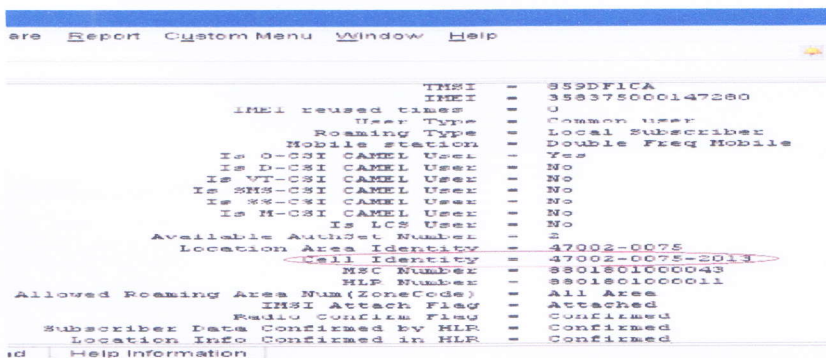 are Report Custom Menu Window Help
TMSI = 859DF1CA
IMEI = 358375000147280
IMEI reused times = 0
User Type = Common user
Roaming Type = Local Subscriber
Mobile station = Double Freq Mobile
Is O-CSI CAMEL User = Yes
Is D-CSI CAMEL User = No
Is VT-CSI CAMEL User = No
Is SMS-CSI CAMEL User = No
Is SS-CSI CAMEL User = No
Is M-CSI CAMEL User = No
Is LCS User = No
Available AuthSet Number = 2
Location Area Identity = 47002-0075
Cell Identity = 47002-0075-2013
MSC Number = 8801801000043
HLR Number = 8801801000011
Allowed Roaming Area Num(ZoneCode) = All Area
IMSI Attach Flag = Attached
Radio Confirm Flag = Confirmed
Subscriber Data Confirmed by HLR = Confirmed
Location Info Confirmed in HLR = Confirmed
d Help Information